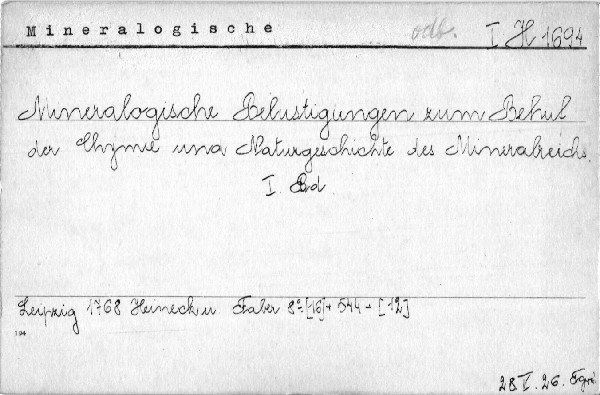 Mineralogische odb. I H 1694
Mineralogische Belustigungen zum Behuf
der Chymie und Naturgeschichte des Mineralreichs.
I. Bd
Leipzig 1768 Heineck u Faber 8° [16] + 544 + [12]
194
28 I. 26.